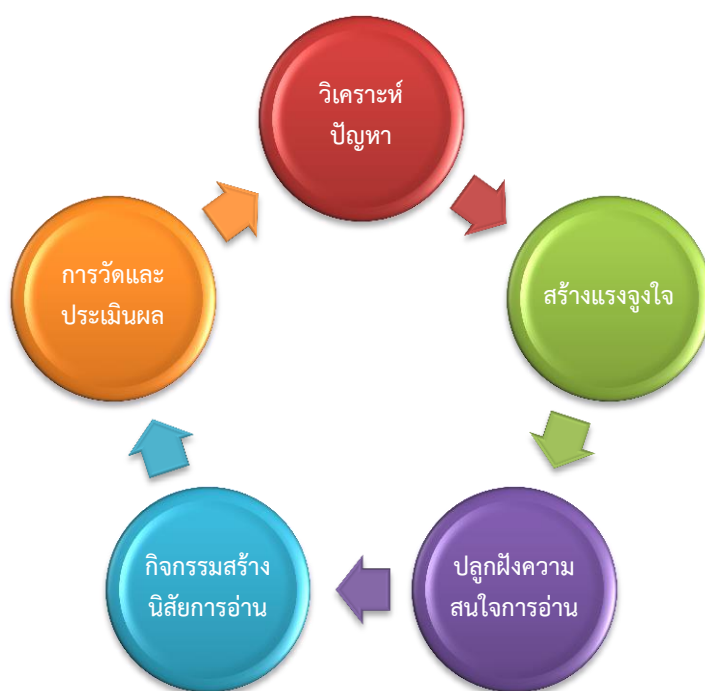 วิเคราะห์
ปัญหา
สร้างแรงจูงใจ
ปลูกฝังความ
สนใจการอ่าน
กิจกรรมสร้าง
นิสัยการอ่าน
การวัดและ
ประเมินผล